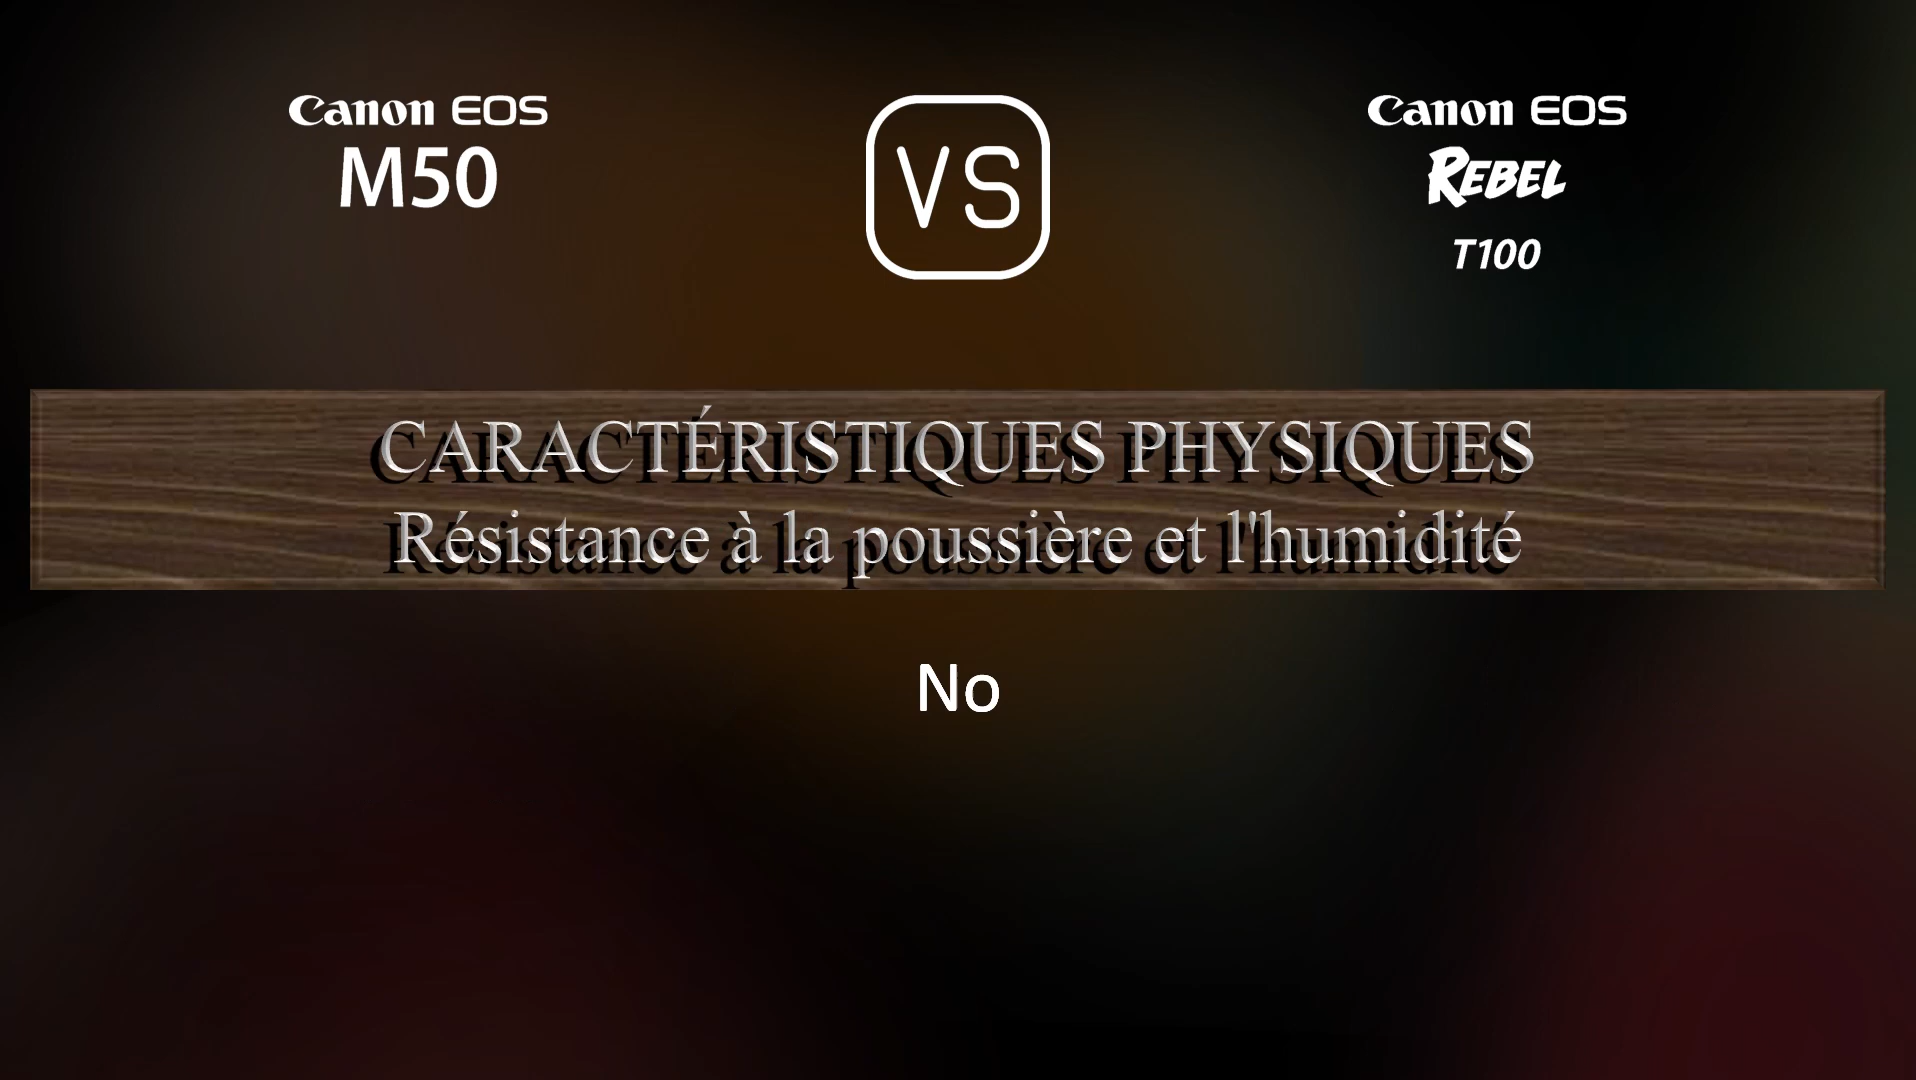 Canon EOS
M50
VS
Canon EOS
REBEL
T100
CARACTÉRISTIQUES PHYSIQUES
Résistance à la poussière et l'humidité
No